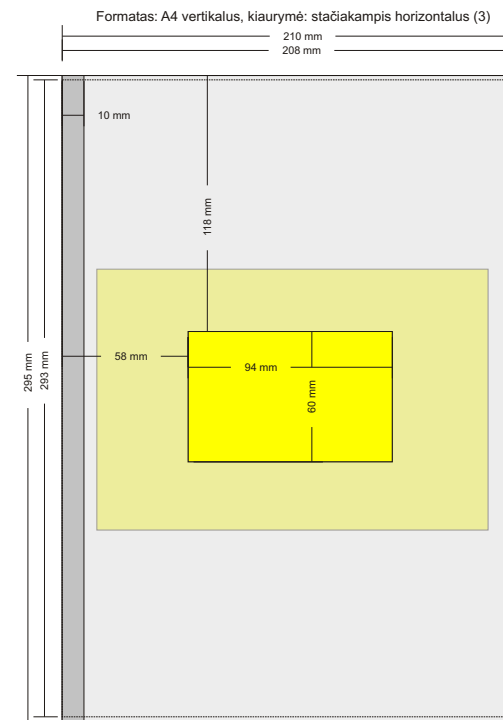 Formatas: A4 vertikalus, kiaurymė: stačiakampis horizontalus (3)
210 mm
208 mm
10 mm
118 mm
58 mm
94 mm
60 mm
295 mm
293 mm